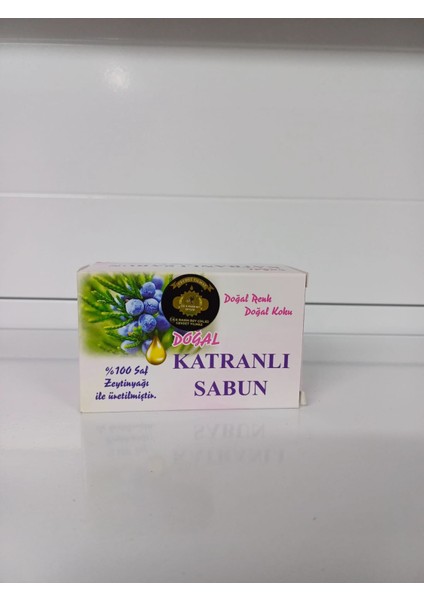 Doğal Renk
Doğal Koku
DOĞAL
KATRANLI
SABUN
%100 Saf
Zeytinyağı
ile üretilmiştir.